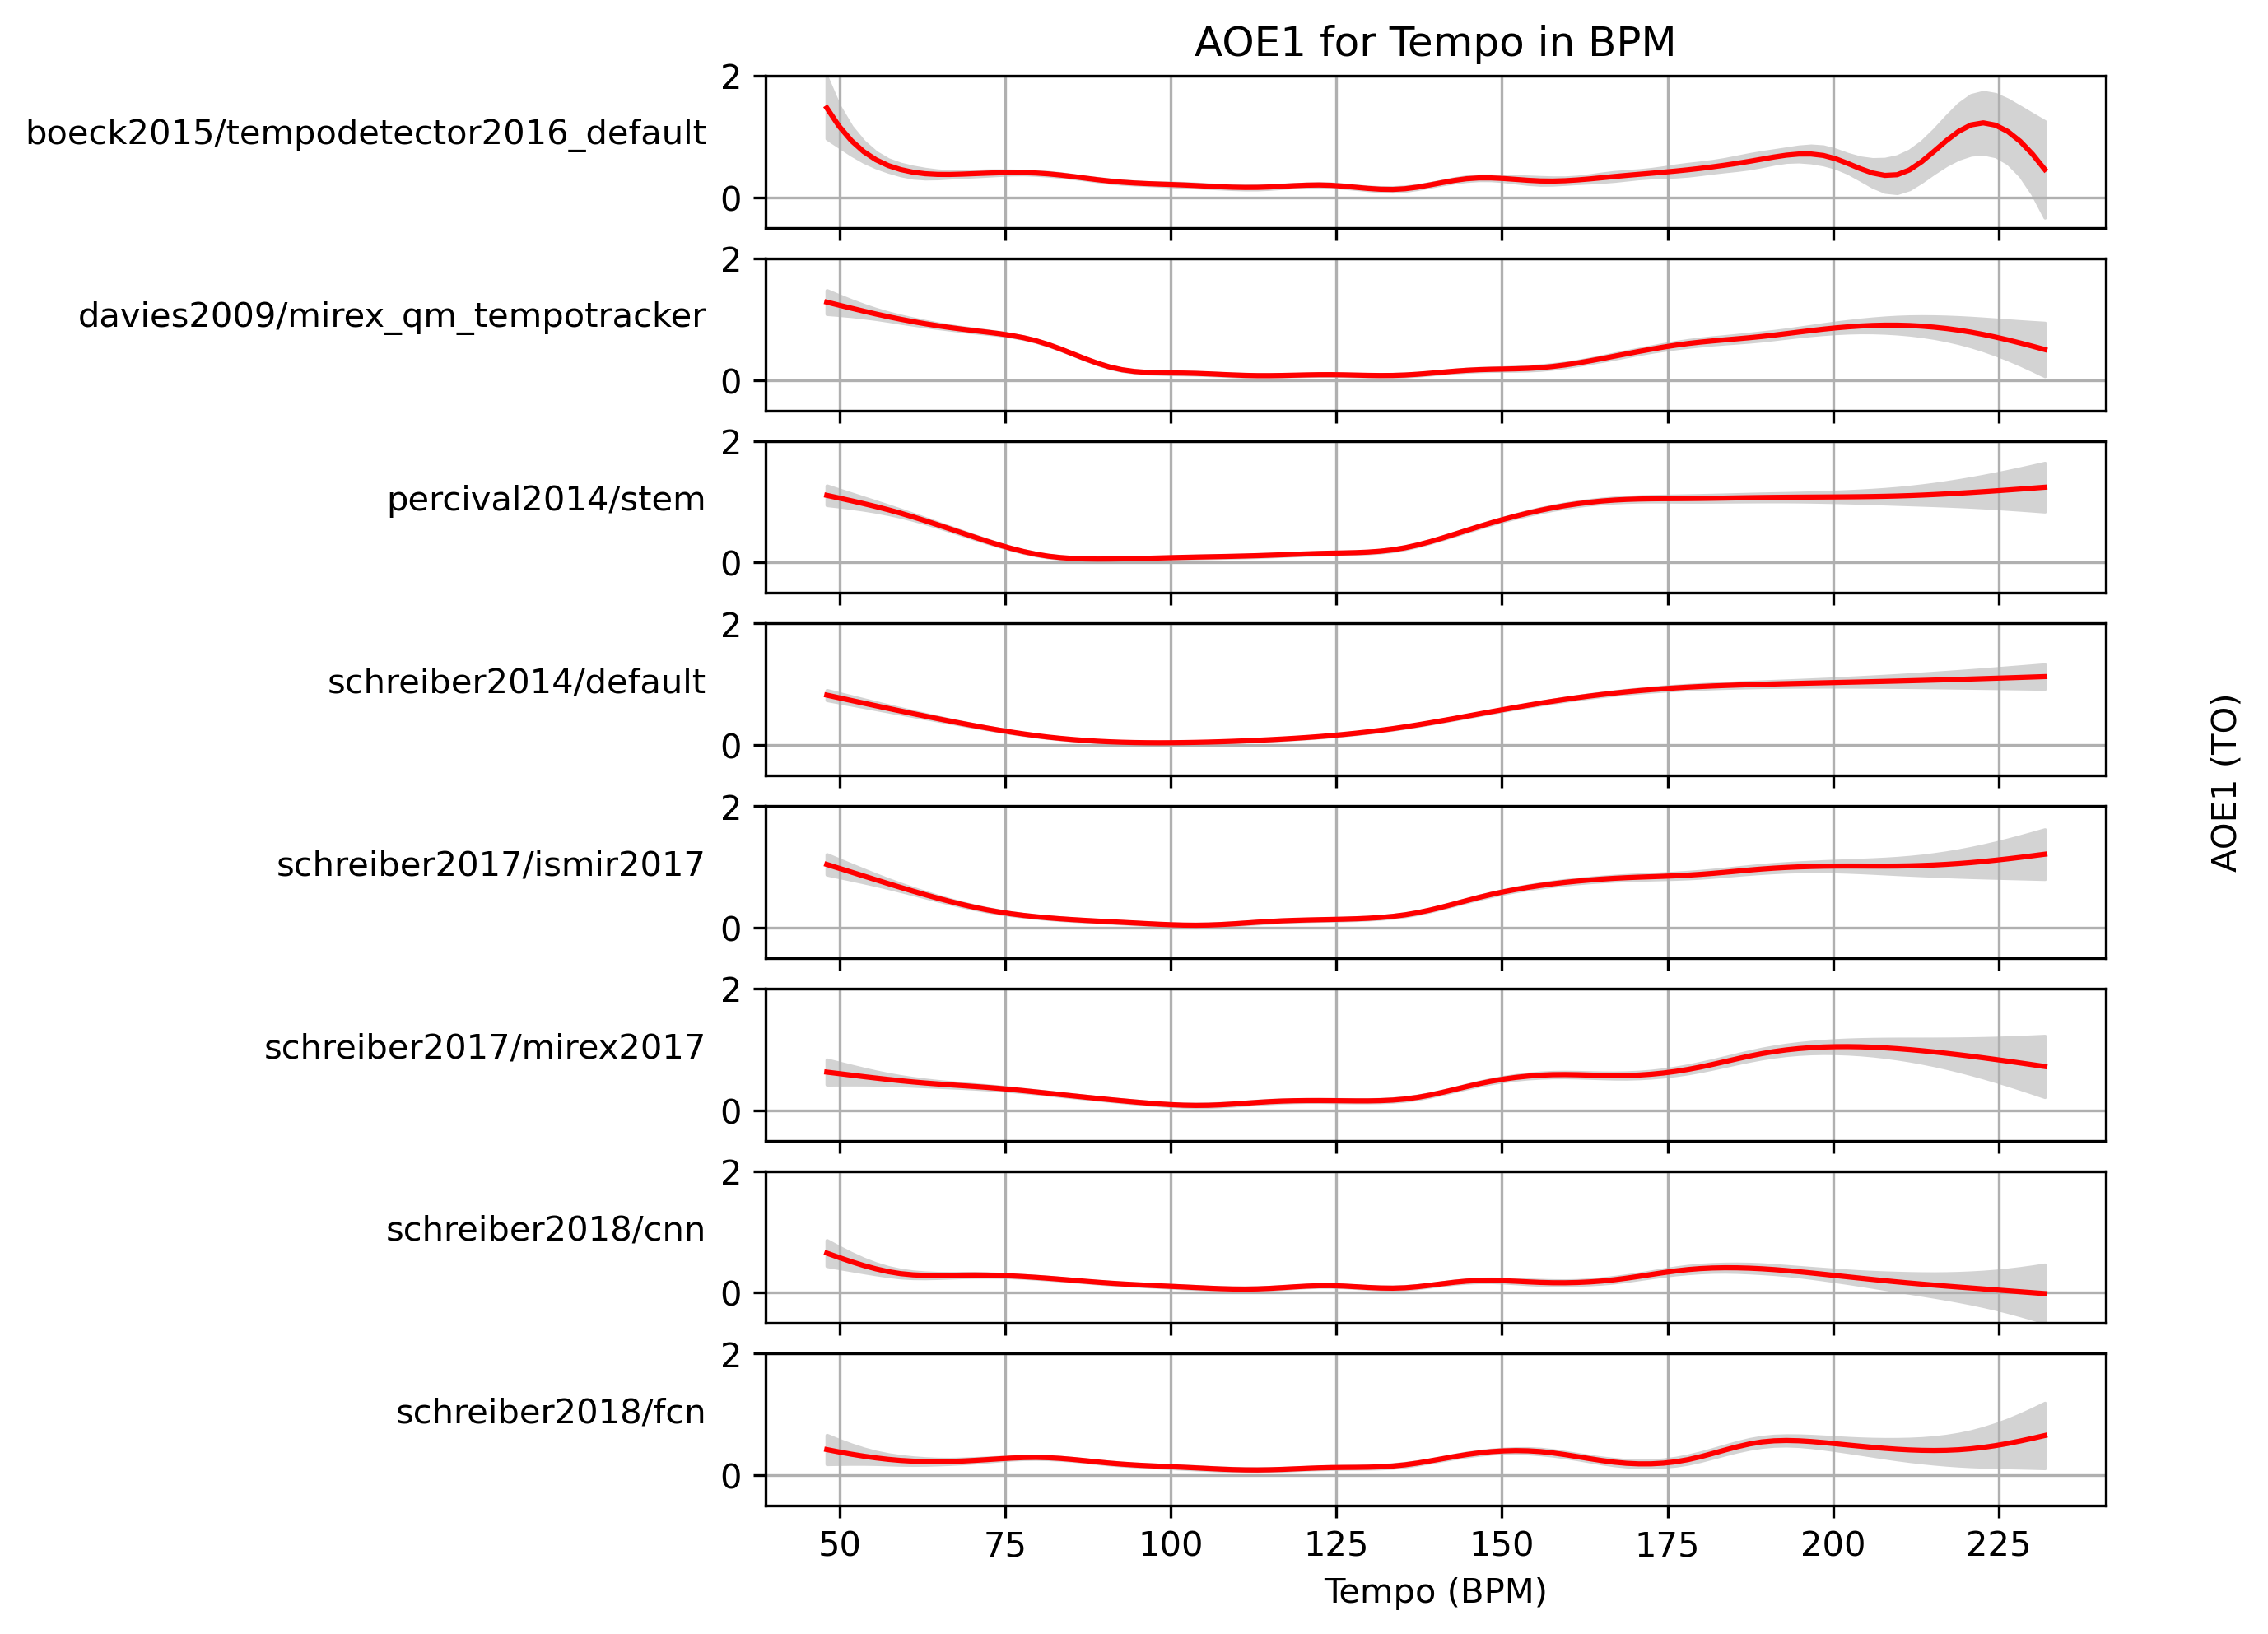 AOE1 for Tempo in BPM
2
boeck2015/tempodetector2016_default
0
2
davies2009/mirex_qm_tempotracker
0
2
percival2014/stem
0
2
schreiber2014/default
0
2
schreiber2017/ismir2017
0
2
schreiber2017/mirex2017
0
2
schreiber2018/cnn
0
2
schreiber2018/fcn
0
50 75 100 125 150 175 200 225
Tempo (BPM)
AOE1 (TO)